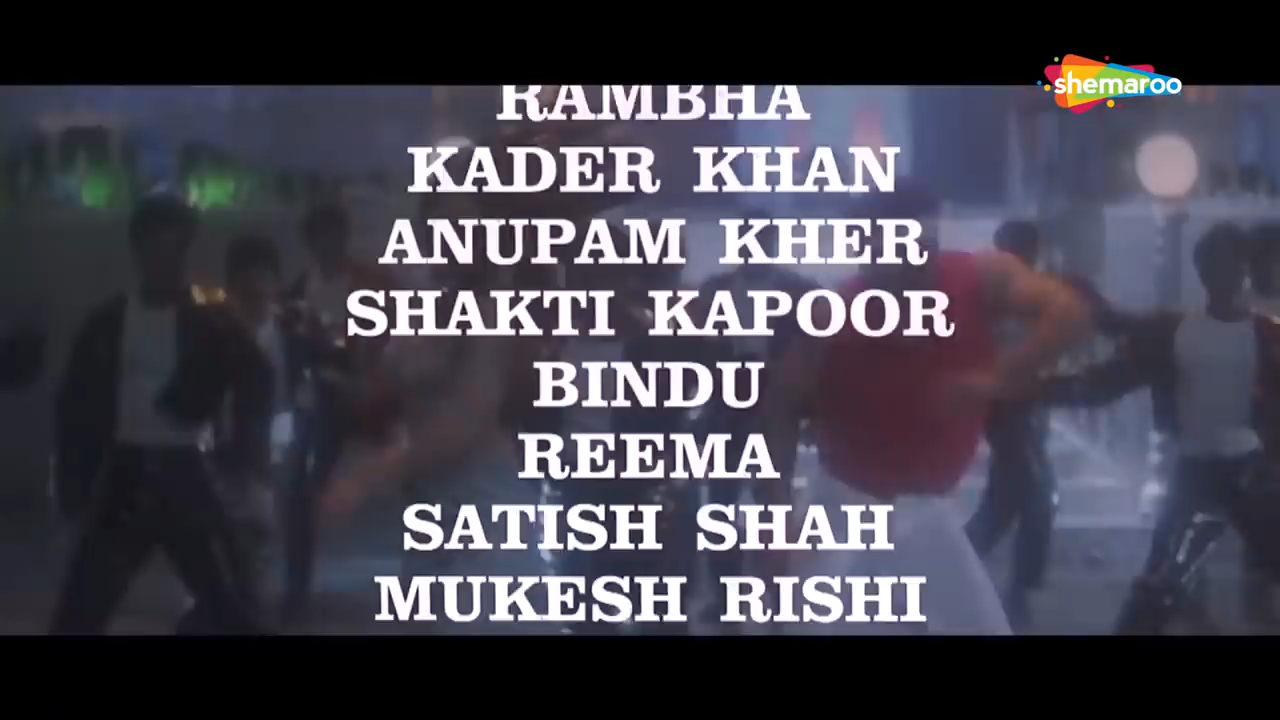 shemaroo
RAMBHA
KADER KHAN
ANUPAM KHER
SHAKTI KAPOOR
BINDU
REEMA
SATISH SHAH
MUKESH RISHI